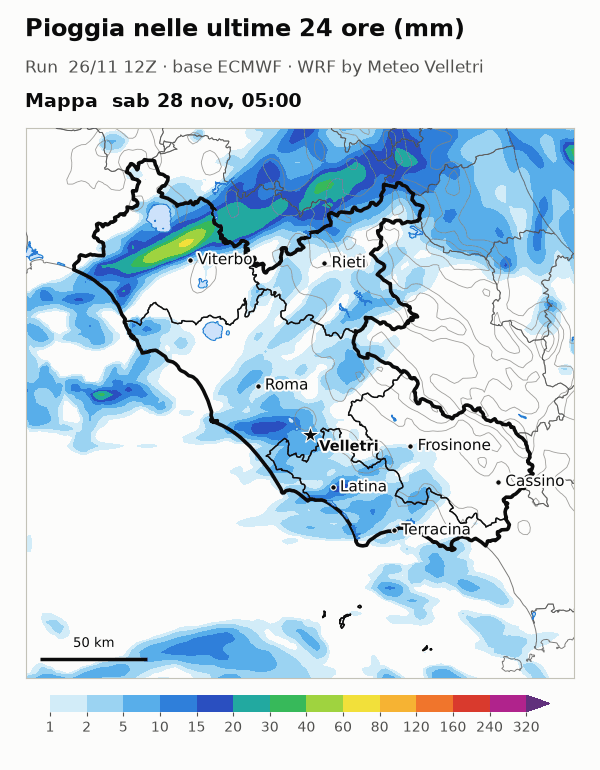 Pioggia nelle ultime 24 ore (mm)
Run 26/11 12Z · base ECMWF · WRF by Meteo Velletri
Mappa sab 28 nov, 05:00
Viterbo
Rieti
Roma
Velletri
Frosinone
Cassino
Latina
Terracina
50 km
1 2 5 10 15 20 30 40 60 80 120 160 240 320